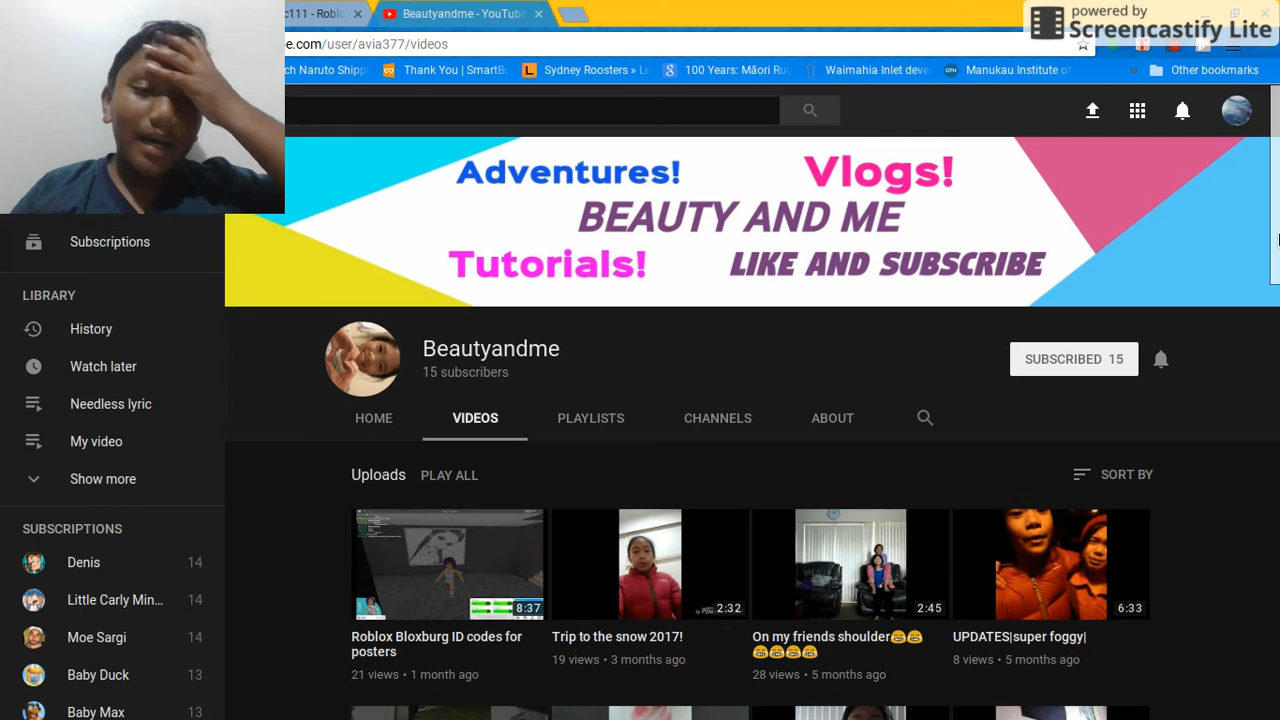 c111 - Roblo
Beautyandme - YouTube
powered by
Screencastify Lite
e.com/user/avia377/videos
ch Naruto Shipp
Thank You | SmartBu
Sydney Roosters » Le
100 Years: Māori Rug
Waimahia Inlet deve
Manukau Institute of
Other bookmarks
Adventures!
Vlogs!
BEAUTY AND ME
Tutorials!
LIKE AND SUBSCRIBE
Subscriptions
LIBRARY
History
Watch later
Needless lyric
My video
Show more
SUBSCRIPTIONS
Denis 14
Little Carly Min... 14
Moe Sargi 14
Baby Duck 13
Baby Max 13
Beautyandme
15 subscribers
SUBSCRIBED 15
HOME
VIDEOS
PLAYLISTS
CHANNELS
ABOUT
Uploads
PLAY ALL
SORT BY
8:37
2:32
2:45
6:33
Roblox Bloxburg ID codes for
posters
21 views • 1 month ago
Trip to the snow 2017!
19 views • 3 months ago
On my friends shoulder😂😂
😂😂😂😂
28 views • 5 months ago
UPDATES|super foggy|
8 views • 5 months ago